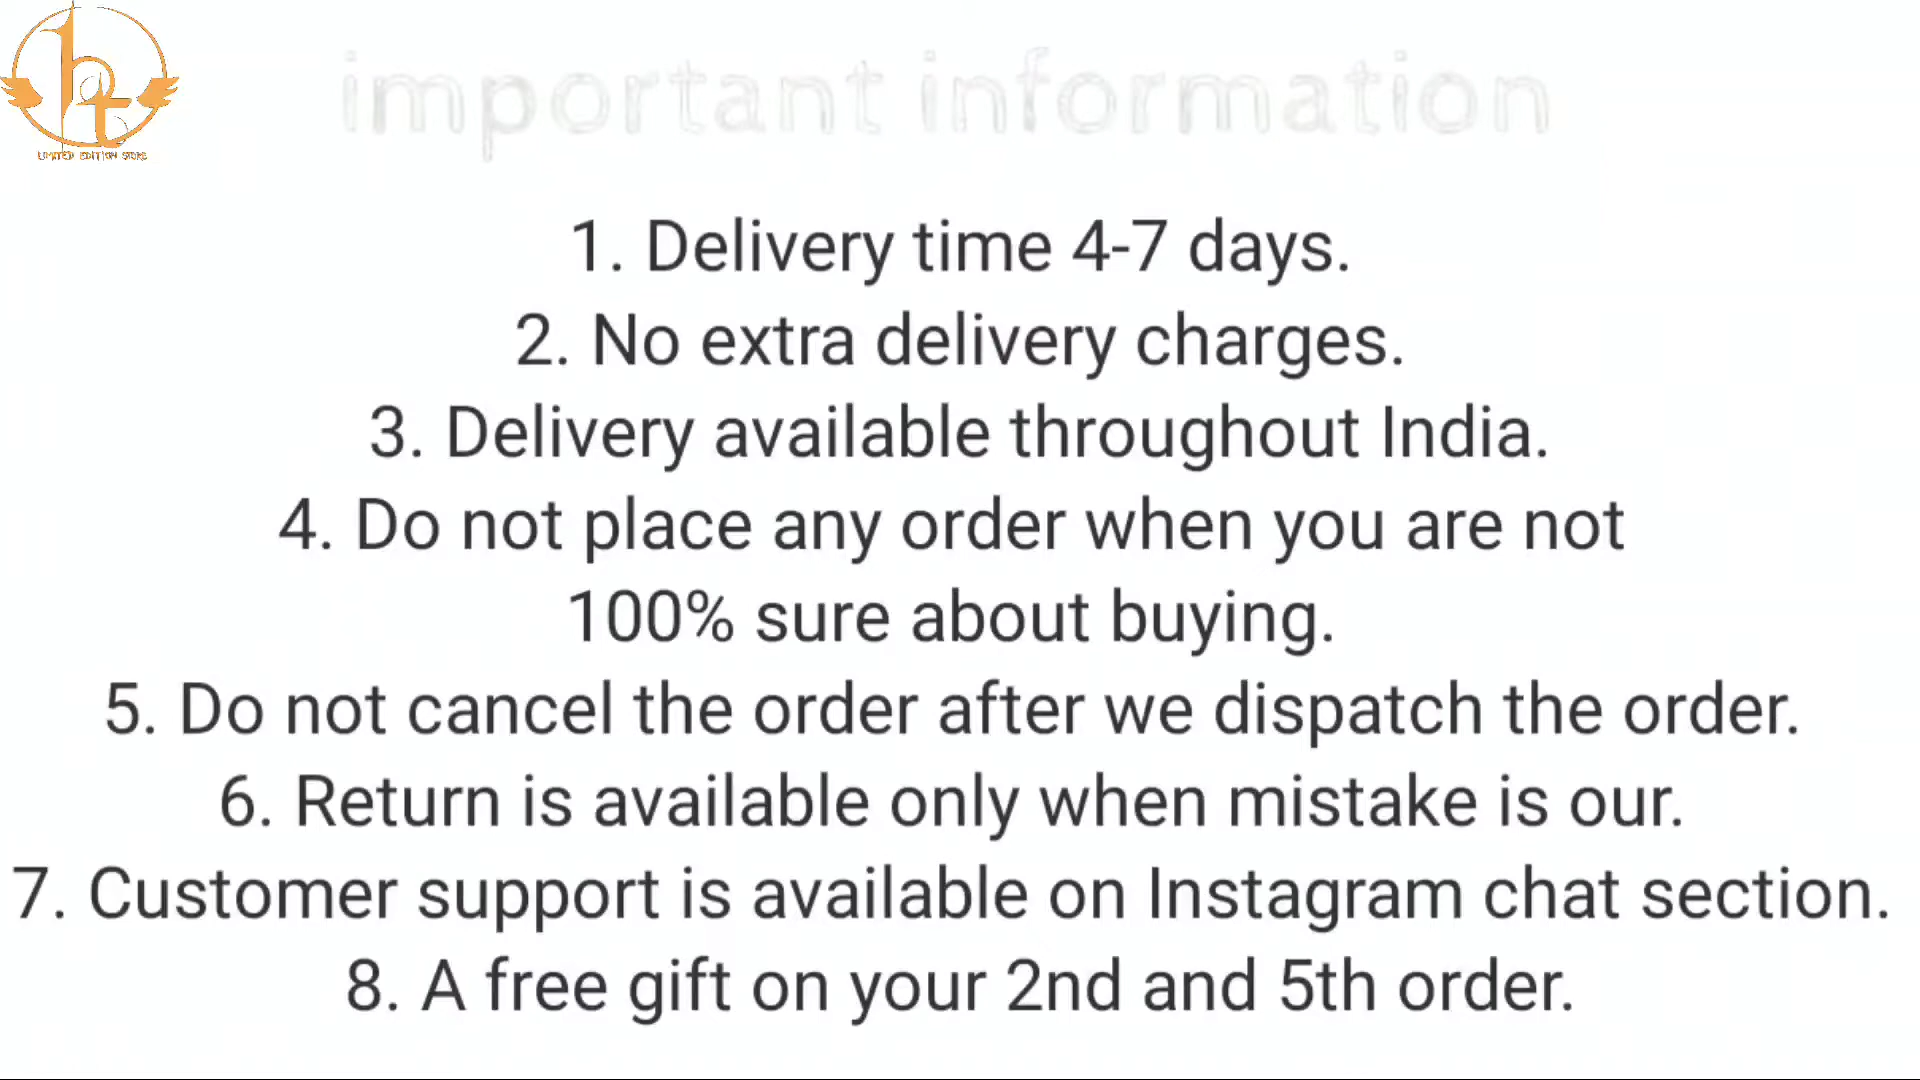 important information
LIMITED EDITION STORE
1. Delivery time 4-7 days.
2. No extra delivery charges.
3. Delivery available throughout India.
4. Do not place any order when you are not
100% sure about buying.
5. Do not cancel the order after we dispatch the order.
6. Return is available only when mistake is our.
7. Customer support is available on Instagram chat section.
8. A free gift on your 2nd and 5th order.